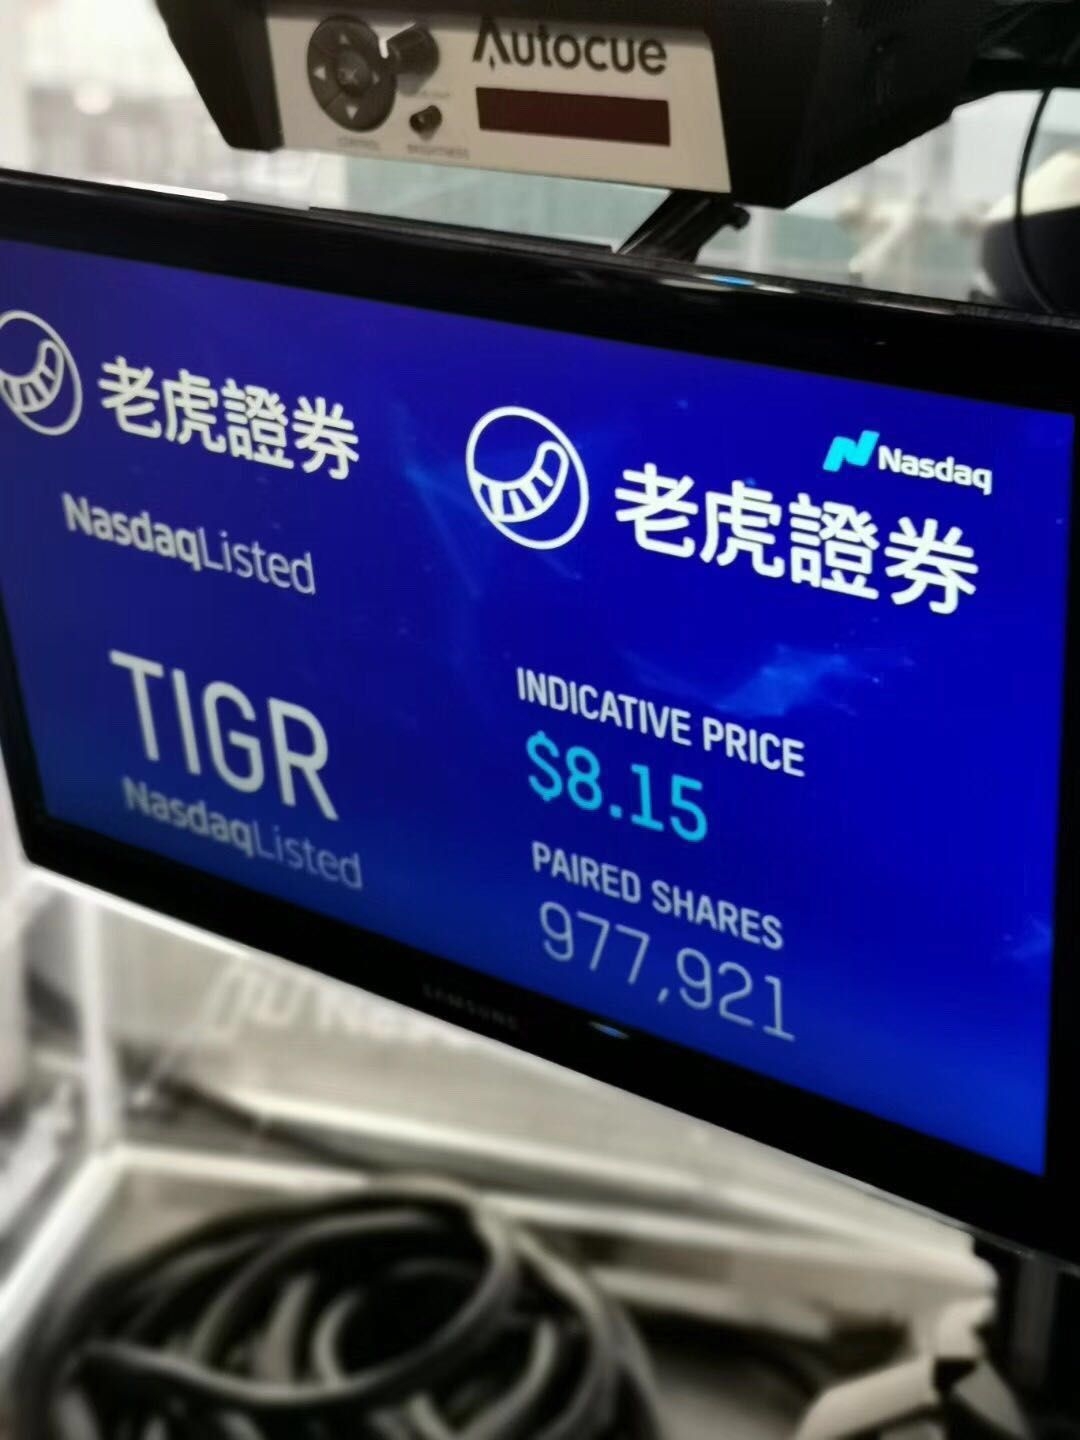 Autocue
老虎證券
NasdaqListed
TIGR
NasdaqListed
Nasdaq
老虎證券
INDICATIVE PRICE
$8.15
PAIRED SHARES
977,921
SAMSUNG